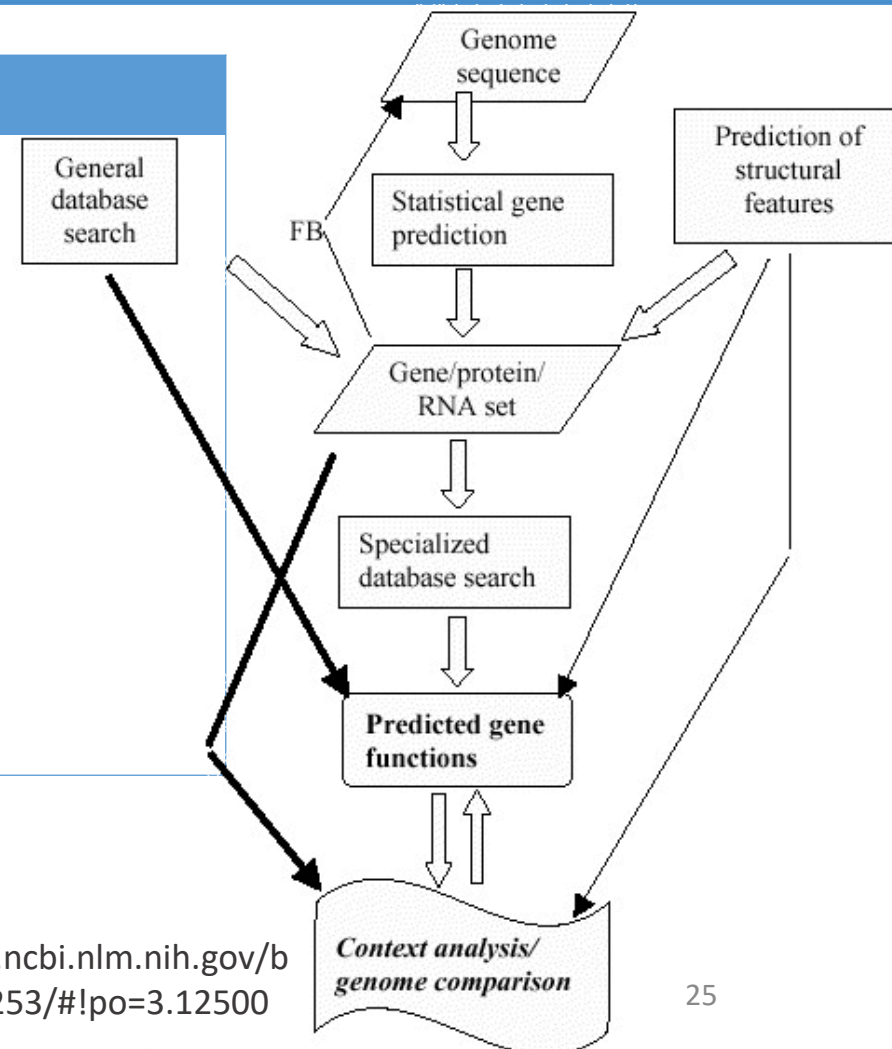 Genome
sequence
General
database
search
Prediction of
structural
features
Statistical gene
prediction
FB
Gene/protein/
RNA set
Specialized
database search
Predicted gene
functions
Context analysis/
genome comparison
.ncbi.nlm.nih.gov/b
253/#!po=3.12500
25